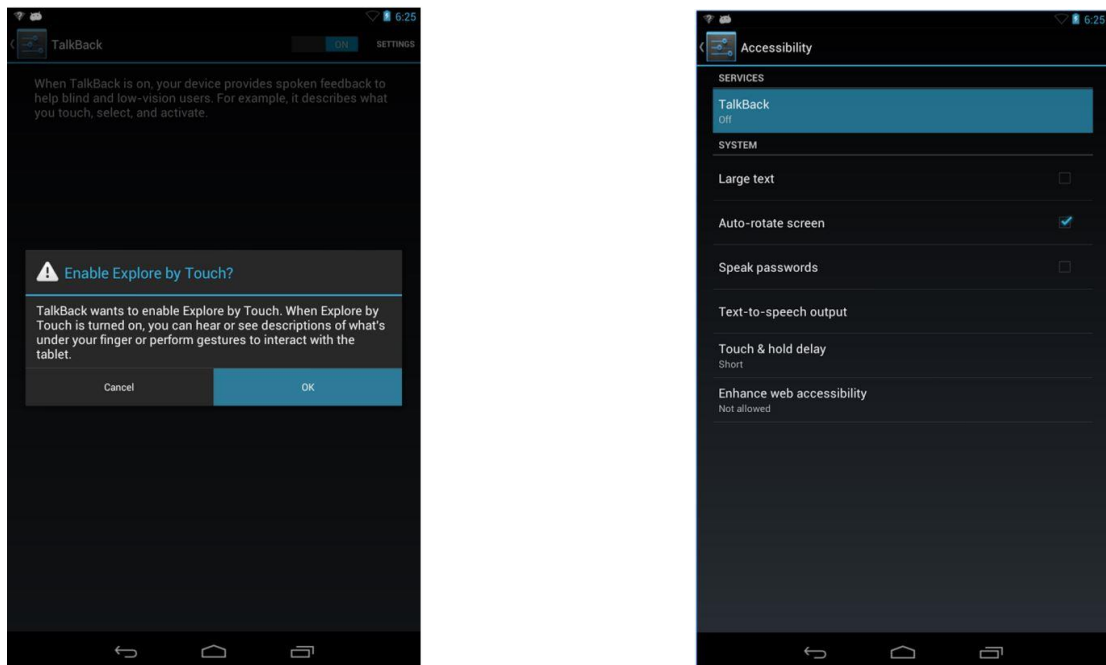 6:25
TalkBack
ON
SETTINGS
When TalkBack is on, your device provides spoken feedback to
help blind and low-vision users. For example, it describes what
you touch, select, and activate.
Enable Explore by Touch?
TalkBack wants to enable Explore by Touch. When Explore by
Touch is turned on, you can hear or see descriptions of what's
under your finger or perform gestures to interact with the
tablet.
Cancel
OK
6:25
Accessibility
SERVICES
TalkBack
Off
SYSTEM
Large text
Auto-rotate screen
Speak passwords
Text-to-speech output
Touch & hold delay
Short
Enhance web accessibility
Not allowed